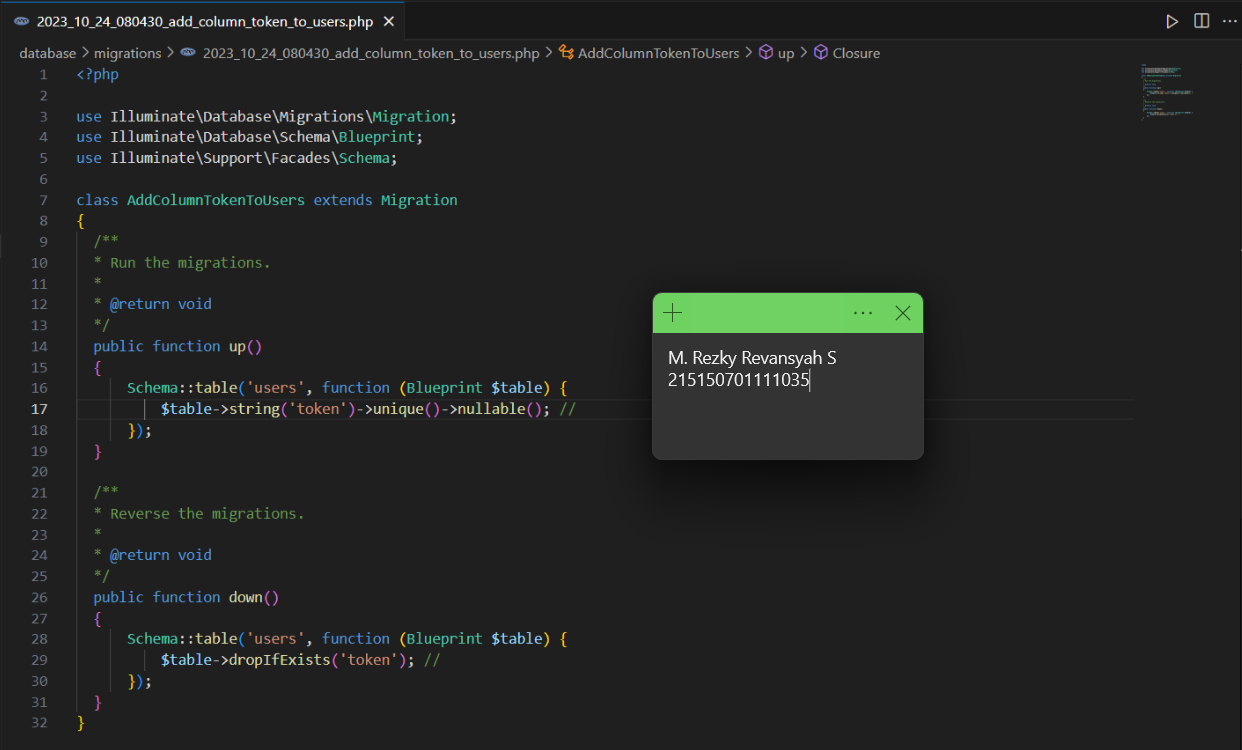 2023_10_24_080430_add_column_token_to_users.php
database > migrations > 2023_10_24_080430_add_column_token_to_users.php > AddColumnTokenToUsers > up > Closure
1 <?php
2
3 use Illuminate\Database\Migrations\Migration;
4 use Illuminate\Database\Schema\Blueprint;
5 use Illuminate\Support\Facades\Schema;
6
7 class AddColumnTokenToUsers extends Migration
8 {
9 /**
10 * Run the migrations.
11 *
12 * @return void
13 */
14 public function up()
15 {
16 Schema::table('users', function (Blueprint $table) {
17 $table->string('token')->unique()->nullable(); //
18 });
19 }
20
21 /**
22 * Reverse the migrations.
23 *
24 * @return void
25 */
26 public function down()
27 {
28 Schema::table('users', function (Blueprint $table) {
29 $table->dropIfExists('token'); //
30 });
31 }
32 }
M. Rezky Revansyah S
215150701111035